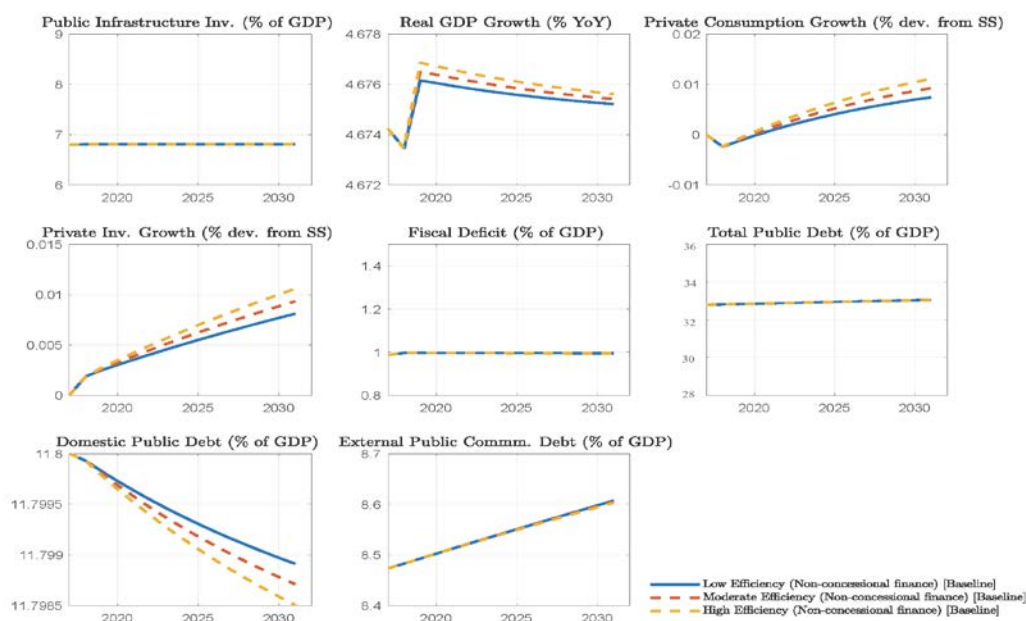 Public Infrastructure Inv. (% of GDP)
9
8
7
6
2020 2025 2030
Real GDP Growth (% YoY)
4.678
4.676
4.674
4.672
2020 2025 2030
Private Consumption Growth (% dev. from SS)
0.02
0.01
0
-0.01
2020 2025 2030
Private Inv. Growth (% dev. from SS)
0.015
0.01
0.005
0
2020 2025 2030
Fiscal Deficit (% of GDP)
1.4
1.2
1
0.8
2020 2025 2030
Total Public Debt (% of GDP)
36
33
33
30
28
2020 2025 2030
Domestic Public Debt (% of GDP)
11.8
11.7995
11.799
11.7985
2020 2025 2030
External Public Commm. Debt (% of GDP)
8.7
8.6
8.5
8.4
2020 2025 2030
Low Efficiency (Non-concessional finance) [Baseline]
Moderate Efficiency (Non-concessional finance) [Baseline]
High Efficiency (Non-concessional finance) [Baseline]